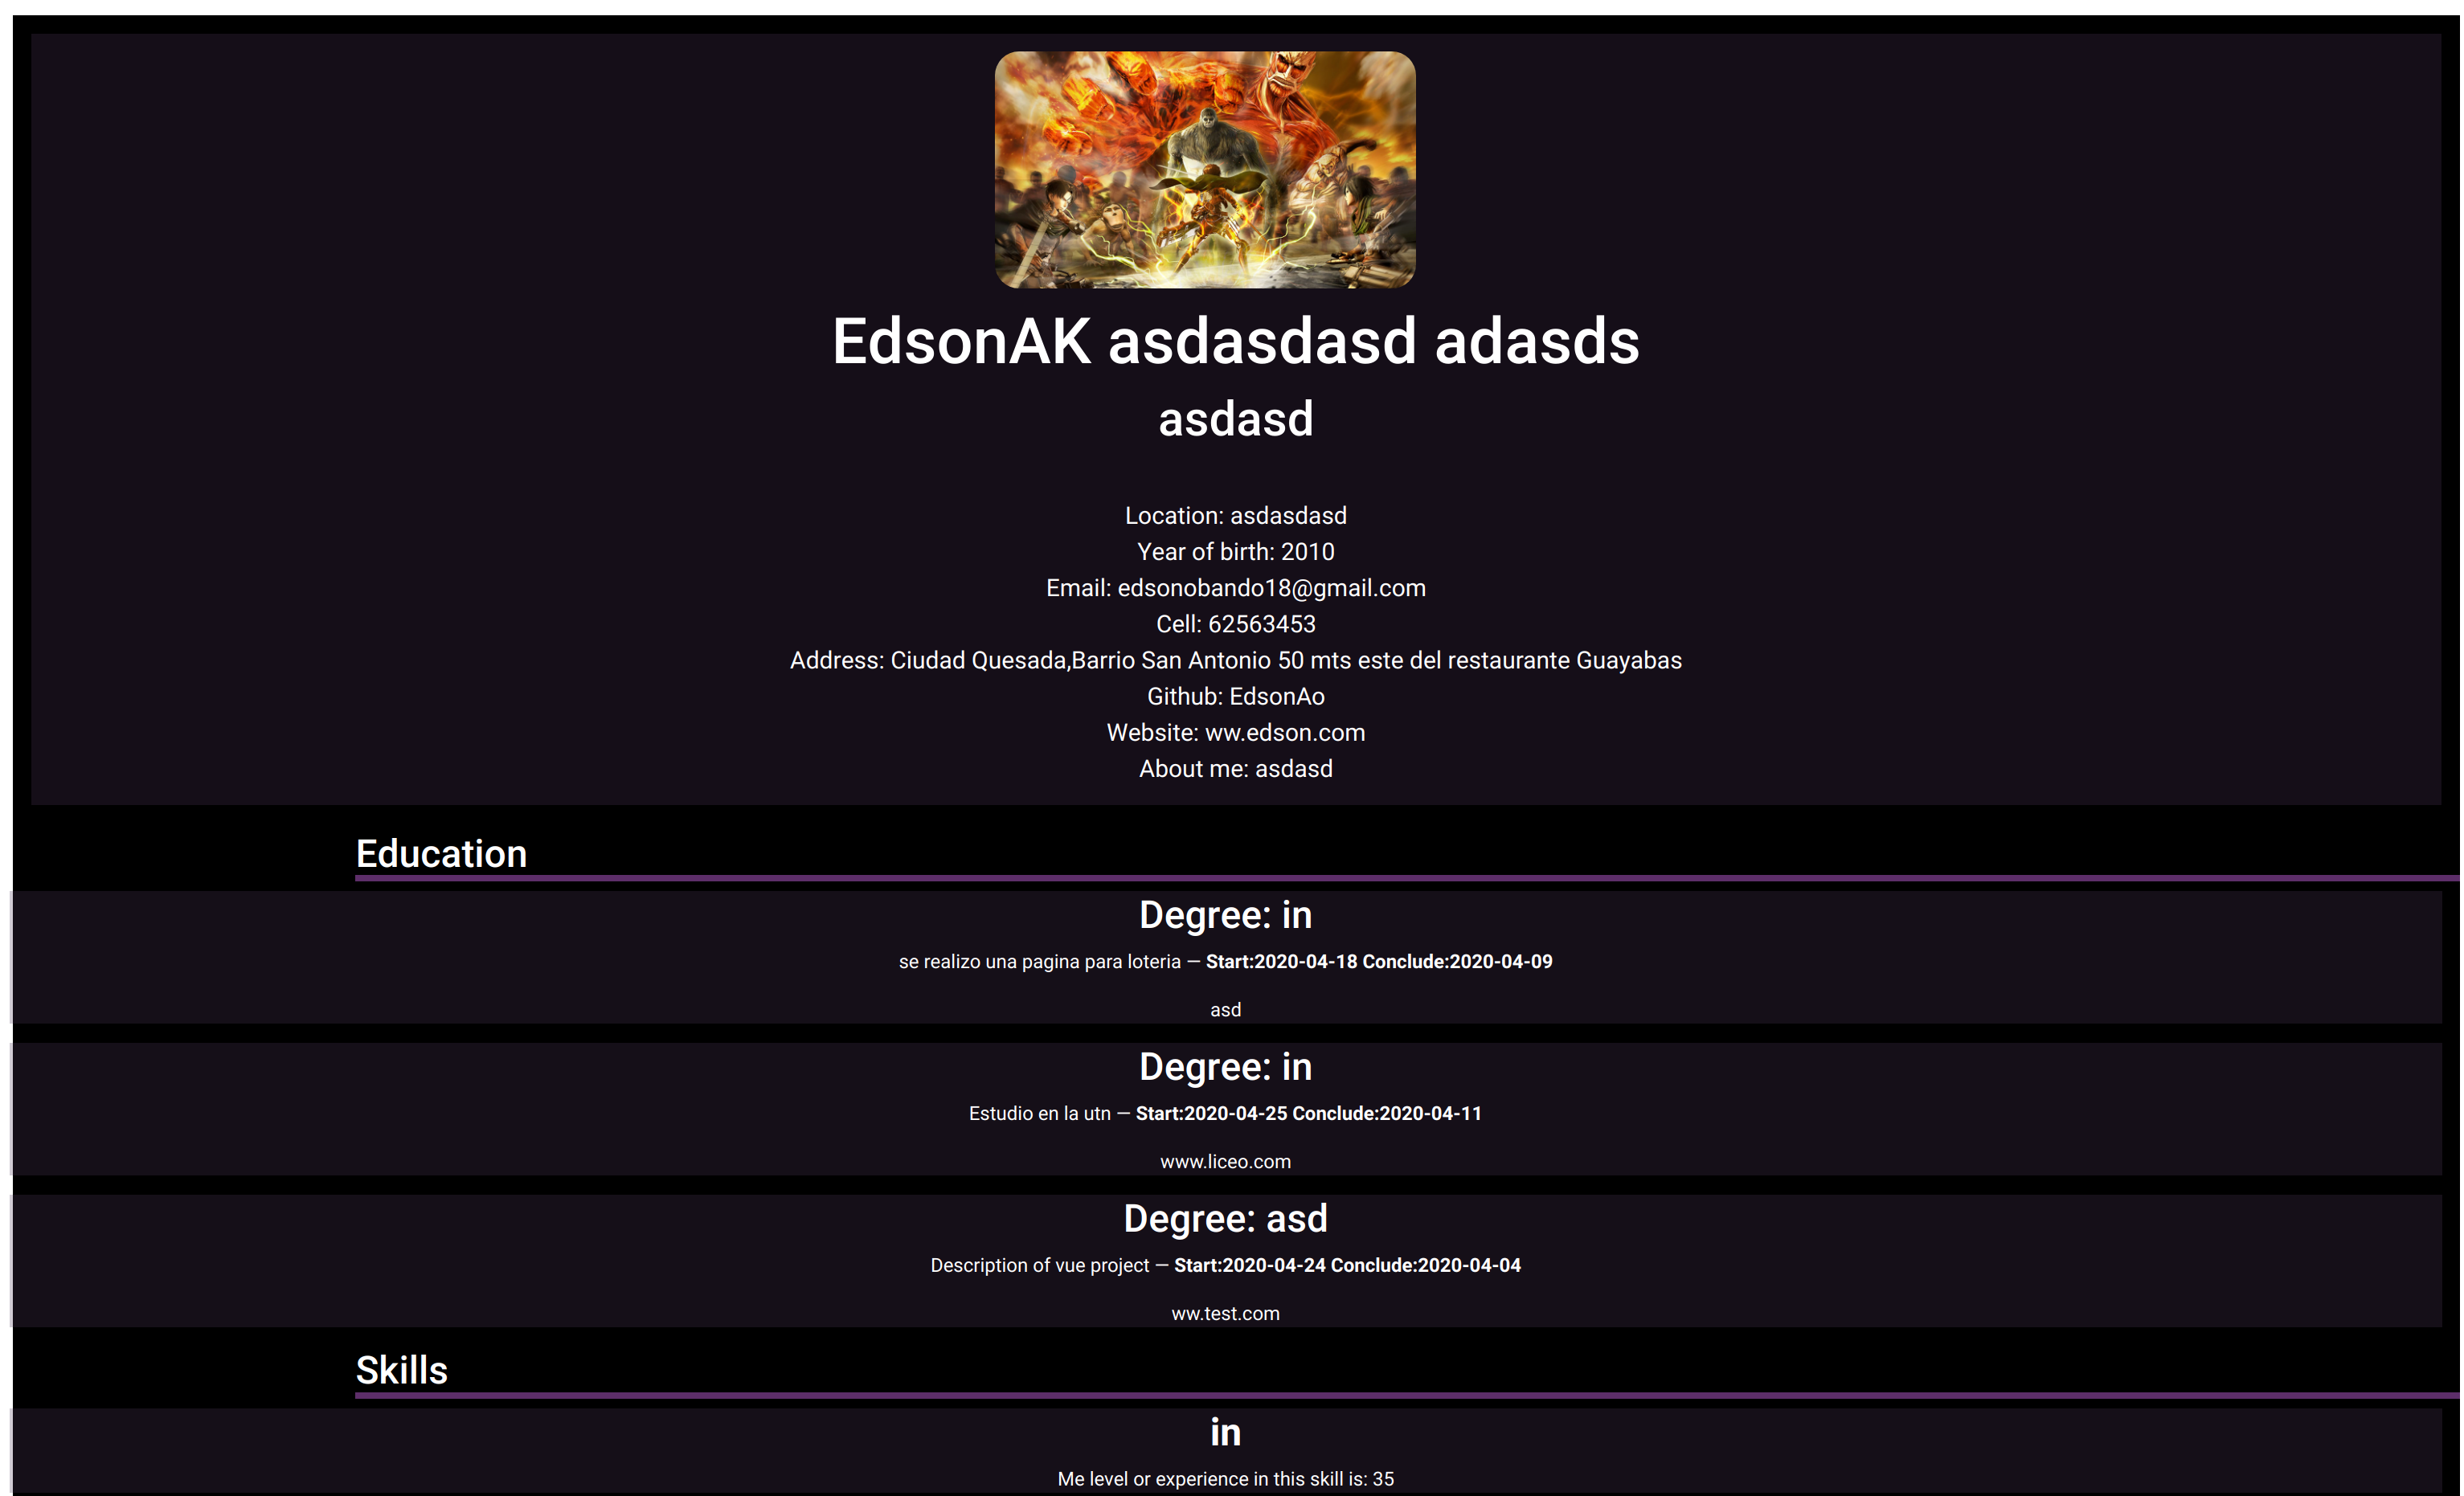 EdsonAK asdasdasd adasds
asdasd
Location: asdasdasd
Year of birth: 2010
Email: edsonobando18@gmail.com
Cell: 62563453
Address: Ciudad Quesada,Barrio San Antonio 50 mts este del restaurante Guayabas
Github: EdsonAo
Website: ww.edson.com
About me: asdasd
Education
Degree: in
se realizo una pagina para loteria — Start:2020-04-18 Conclude:2020-04-09
asd
Degree: in
Estudio en la utn — Start:2020-04-25 Conclude:2020-04-11
www.liceo.com
Degree: asd
Description of vue project — Start:2020-04-24 Conclude:2020-04-04
ww.test.com
Skills
in
Me level or experience in this skill is: 35